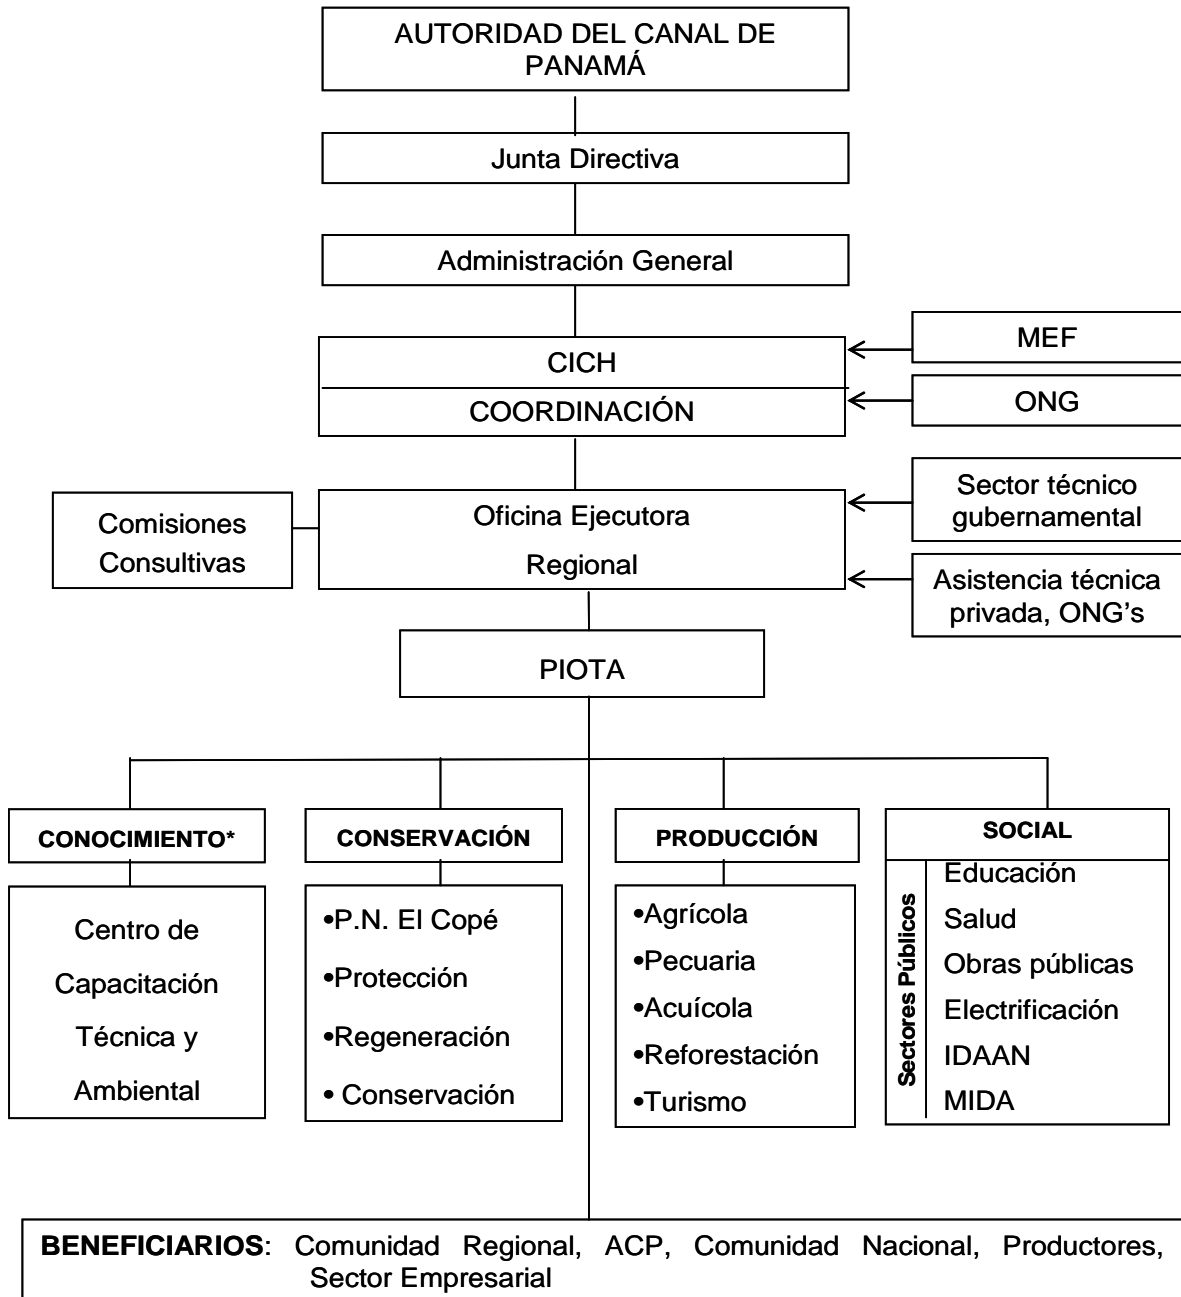 AUTORIDAD DEL CANAL DE
PANAMÁ
Junta Directiva
Administración General
CICH
COORDINACIÓN
MEF
ONG
Comisiones
Consultivas
Oficina Ejecutora
Regional
Sector técnico
gubernamental
Asistencia técnica
privada, ONG's
PIOTA
CONOCIMIENTO*
Centro de
Capacitación
Técnica y
Ambiental
CONSERVACIÓN
•P.N. El Copé
•Protección
•Regeneración
• Conservación
PRODUCCIÓN
•Agrícola
•Pecuaria
•Acuícola
•Reforestación
•Turismo
SOCIAL
Sectores Públicos
Educación
Salud
Obras públicas
Electrificación
IDAAN
MIDA
BENEFICIARIOS: Comunidad Regional, ACP, Comunidad Nacional, Productores,
Sector Empresarial